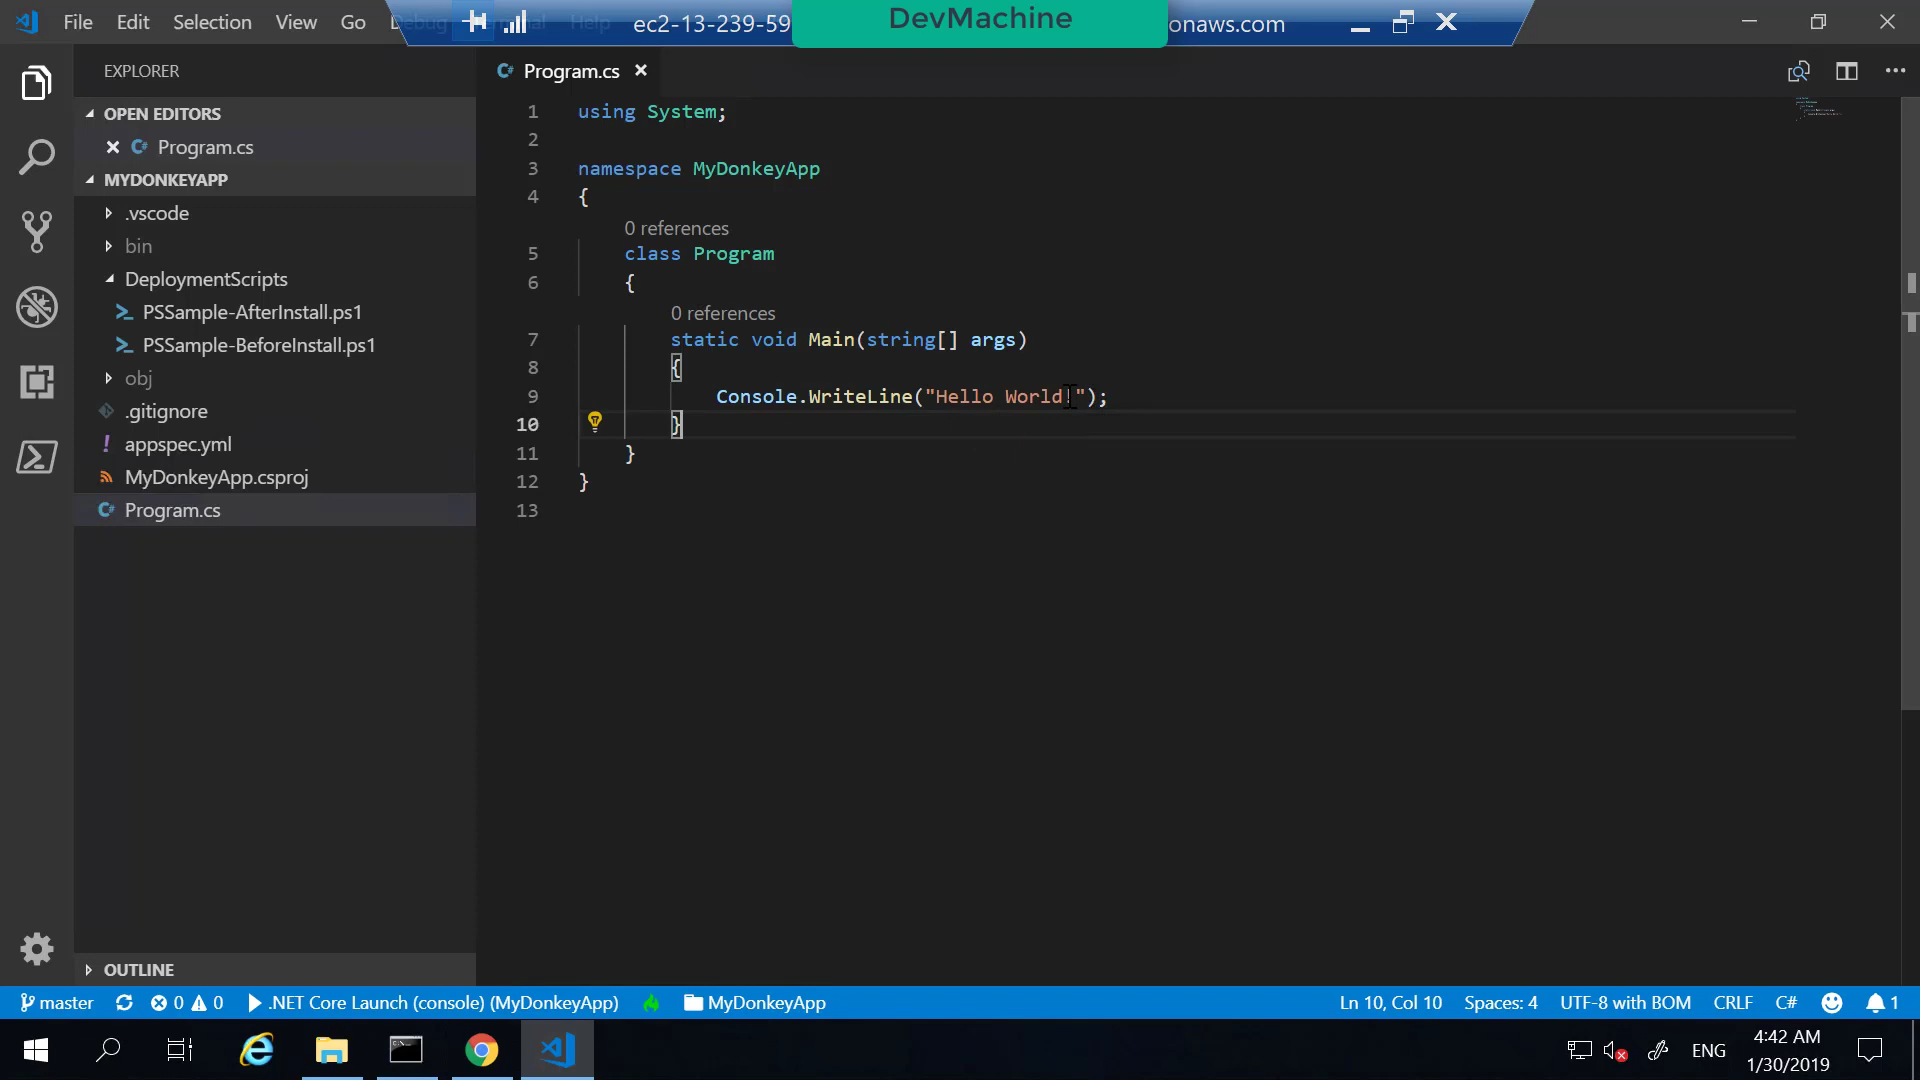 File Edit Selection View Go
ec2-13-239-59
DevMachine
onaws.com
EXPLORER
Program.cs
OPEN EDITORS
Program.cs
MYDONKEYAPP
.vscode
bin
DeploymentScripts
PSSample-AfterInstall.ps1
PSSample-BeforeInstall.ps1
obj
.gitignore
appspec.yml
MyDonkeyApp.csproj
Program.cs
OUTLINE
1 using System;
2
3 namespace MyDonkeyApp
4 {
0 references
5 class Program
6 {
0 references
7 static void Main(string[] args)
8 {
9 Console.WriteLine("Hello World!");
10 }
11 }
12 }
13
master 0 0 .NET Core Launch (console) (MyDonkeyApp) MyDonkeyApp
Ln 10, Col 10 Spaces: 4 UTF-8 with BOM CRLF C# 1
ENG
4:42 AM
1/30/2019